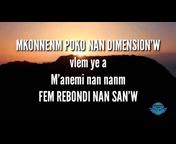 MKONNENM POKO NAN DIMENSION'W
vlem ye a
M'anemi nan nanm
FEM REBONDI NAN SAN'W